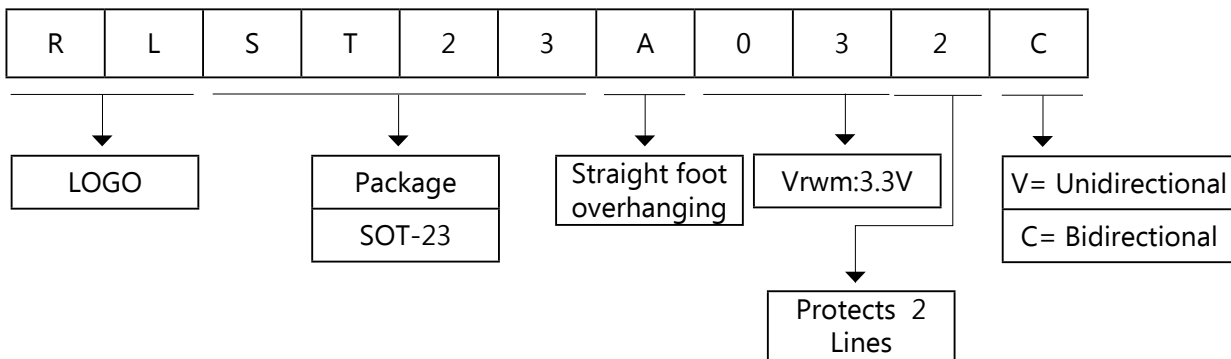 R L S T 2 3 A 0 3 2 C
LOGO
Package
SOT-23
Straight foot
overhanging
Vrwm:3.3V
Protects 2
Lines
V= Unidirectional
C= Bidirectional